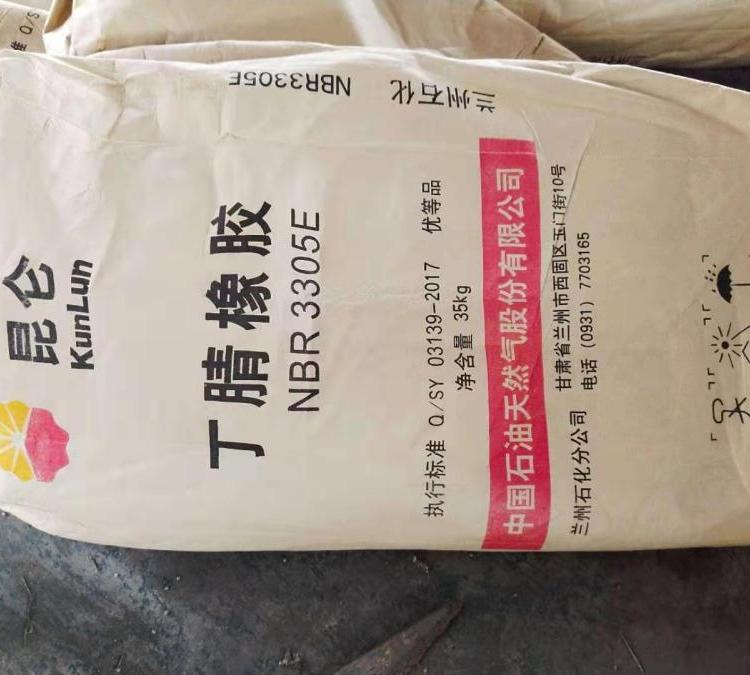 昆仑
KunLun
丁腈橡胶
NBR 3305E
NBR3305E 兰州石化
执行标准 Q/SY 03139-2017 优等品
净含量 35kg
中国石油天然气股份有限公司
兰州石化分公司
甘肃省兰州市西固区玉门街10号
电话 (0931) 7703165
准 Q/S